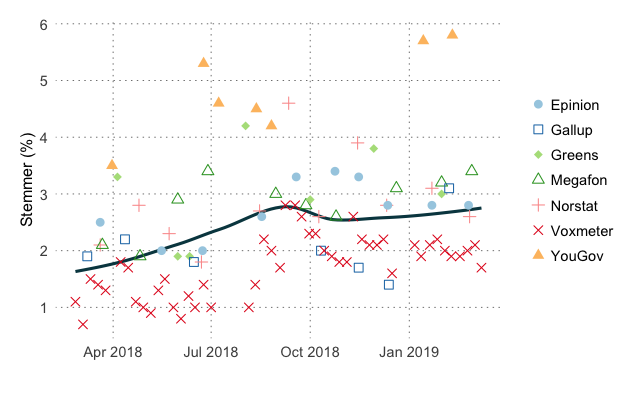 6
5
4
3
2
1
Stemmer (%)
Apr 2018
Jul 2018
Oct 2018
Jan 2019
Epinion
Gallup
Greens
Megafon
Norstat
Voxmeter
YouGov